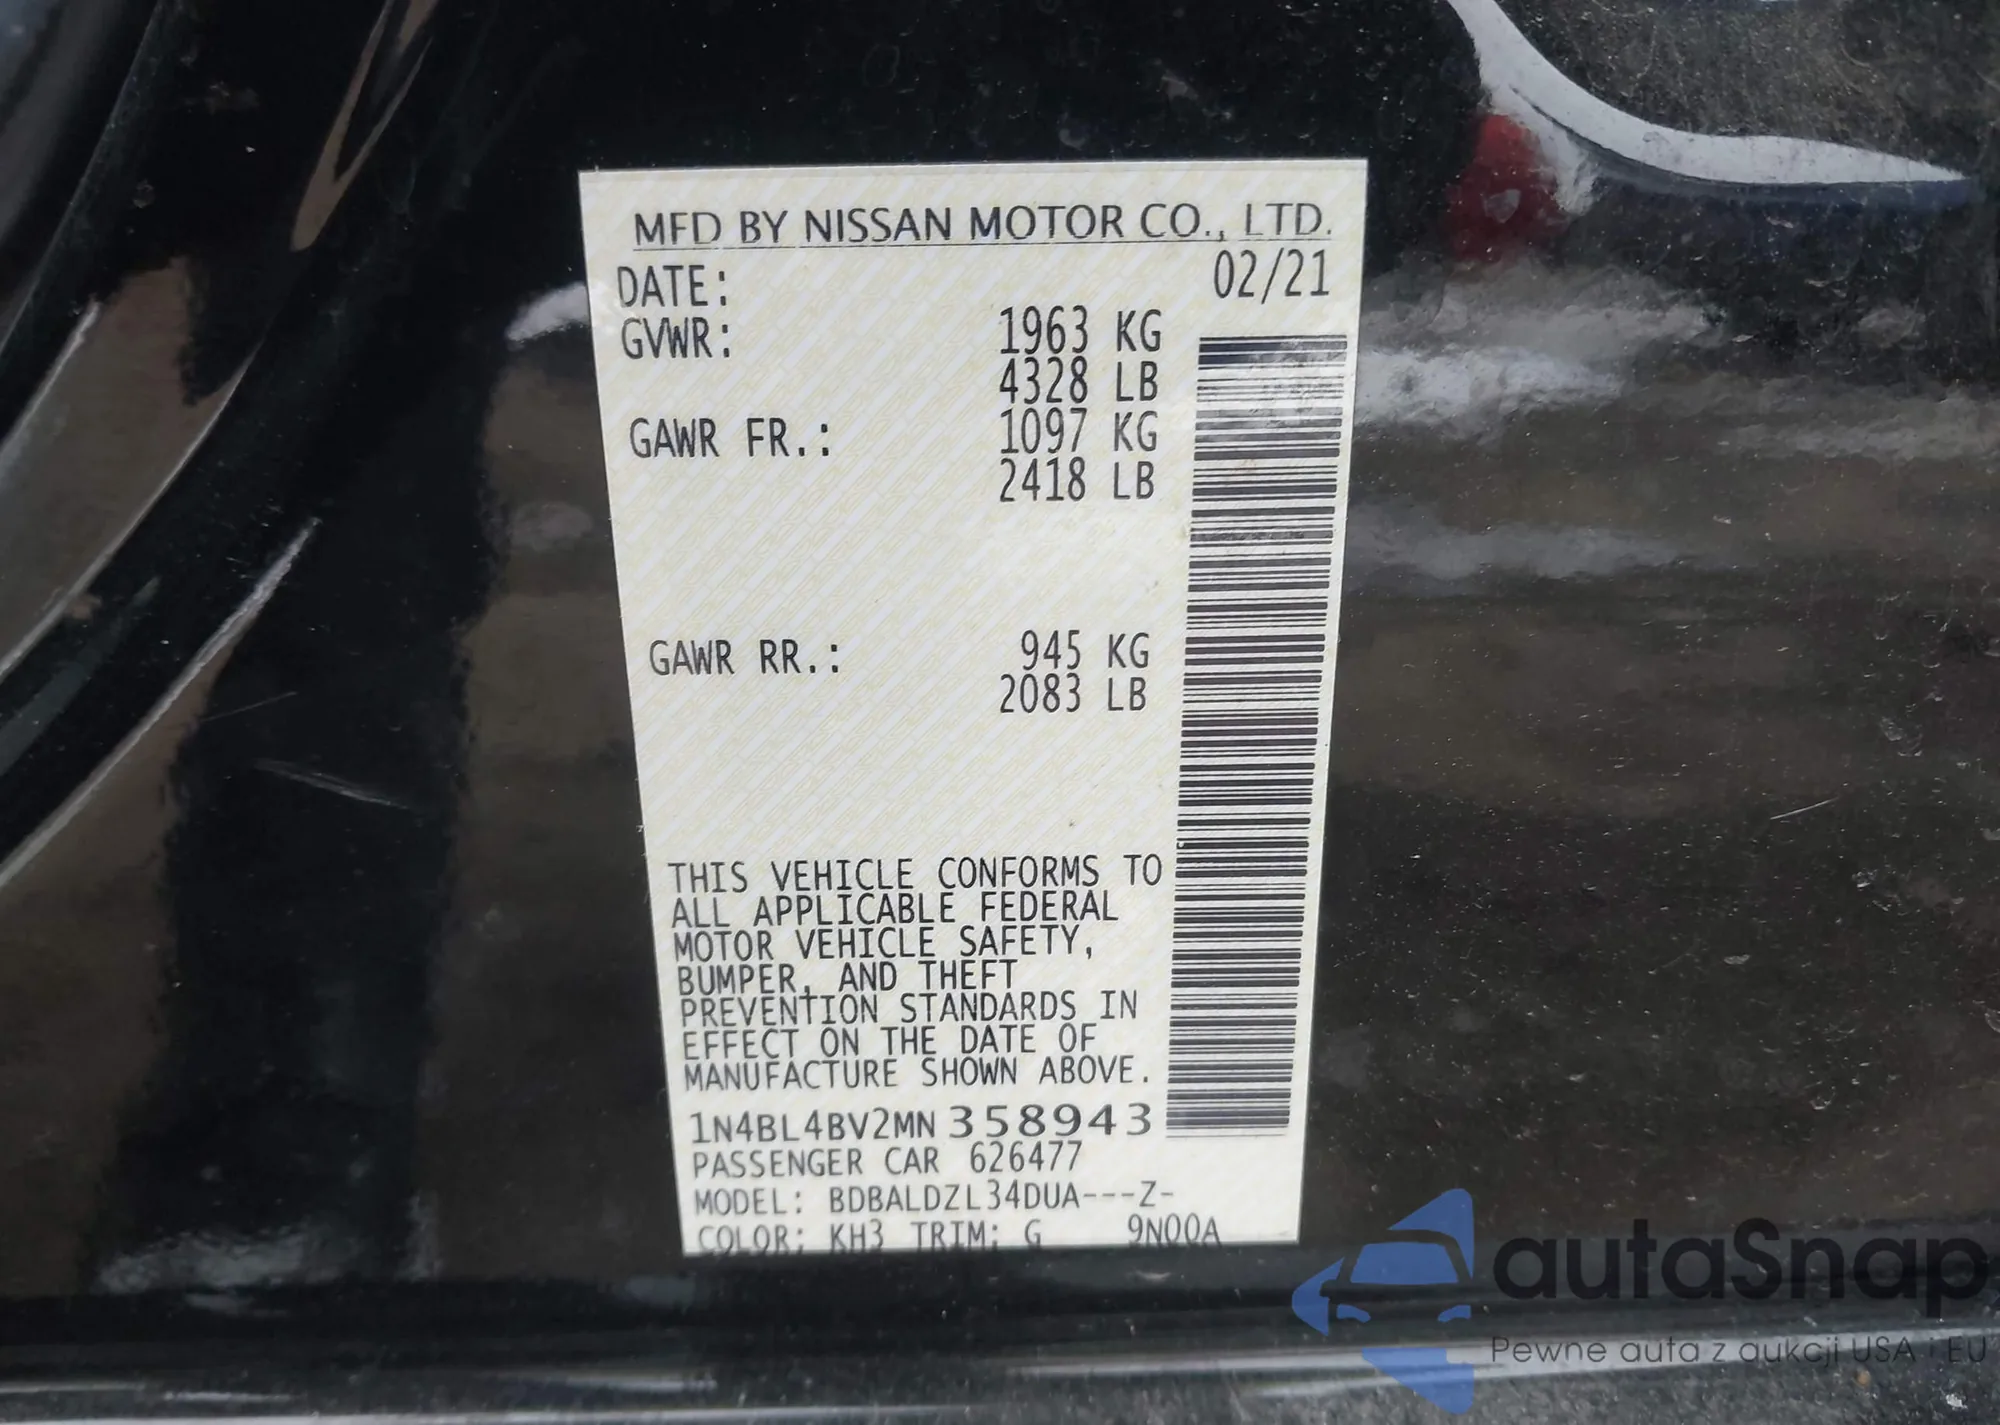 MFD BY NISSAN MOTOR CO., LTD.
DATE: 02/21
GVWR: 1963 KG
4328 LB
GAWR FR.: 1097 KG
2418 LB
GAWR RR.: 945 KG
2083 LB
THIS VEHICLE CONFORMS TO
ALL APPLICABLE FEDERAL
MOTOR VEHICLE SAFETY,
BUMPER, AND THEFT
PREVENTION STANDARDS IN
EFFECT ON THE DATE OF
MANUFACTURE SHOWN ABOVE.
1N4BL4BV2MN358943
PASSENGER CAR 626477
MODEL: BDBALDZL34DUA---Z-
COLOR: KH3 TRIM: G 9N00A
autaSnap
Pewne auta z aukcji USA i EU